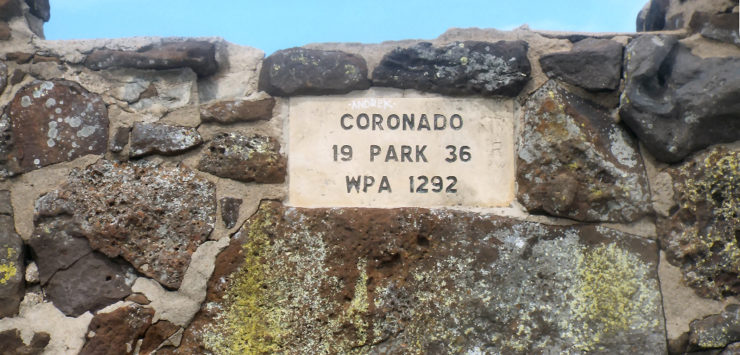 ANDREK
CORONADO
19 PARK 36
WPA 1292